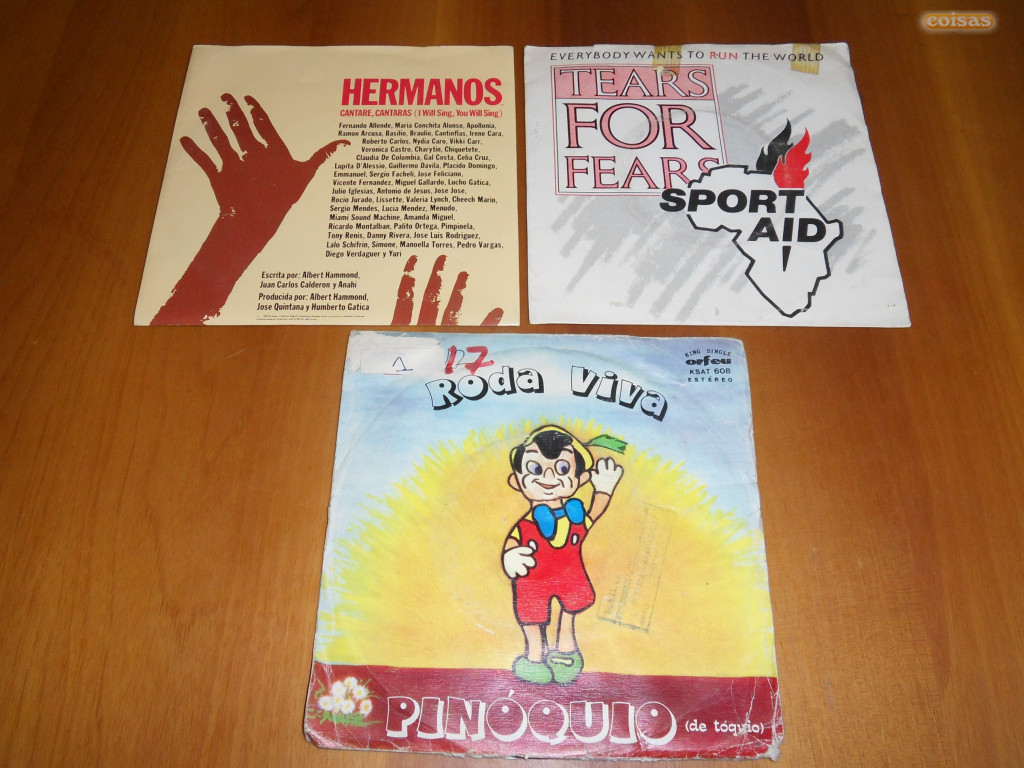 coisas
HERMANOS
CANTARE, CANTARAS (I Will Sing, You Will Sing)
Fernando Allende, Maria Conchita Alonso, Apollonia,
Ramon Arcusa, Basilio, Braulio, Cantinflas, Irene Cara,
Roberto Carlos, Nydia Caro, Vikki Carr,
Veronica Castro, Charytin, Chiquetete,
Claudia De Colombia, Gal Costa, Celia Cruz,
Lupita D'Alessio, Guillermo Davila, Placido Domingo,
Emmanuel, Sergio Facheli, Jose Feliciano,
Vicente Fernandez, Miguel Gallardo, Lucho Gatica,
Julio Iglesias, Antonio de Jesus, Jose Jose,
Rocio Jurado, Lissette, Valeria Lynch, Cheech Marin,
Sergio Mendes, Lucia Mendez, Menudo,
Miami Sound Machine, Amanda Miguel,
Ricardo Montalban, Palito Ortega, Pimpinela,
Tony Renis, Danny Rivera, Jose Luis Rodriguez,
Lalo Schifrin, Simone, Manoella Torres, Pedro Vargas,
Diego Verdaguer y Yuri
Escrita por: Albert Hammond,
Juan Carlos Calderon y Anahi
Producida por: Albert Hammond,
Jose Quintana y Humberto Gatica
EVERYBODY WANTS TO RUN THE WORLD
TEARS
FOR
FEARS
SPORT
AID
1
127
KING SINGLE
orfeu
KSAT 608
ESTÉREO
Roda Viva
PINÓQUIO (de tóquio)